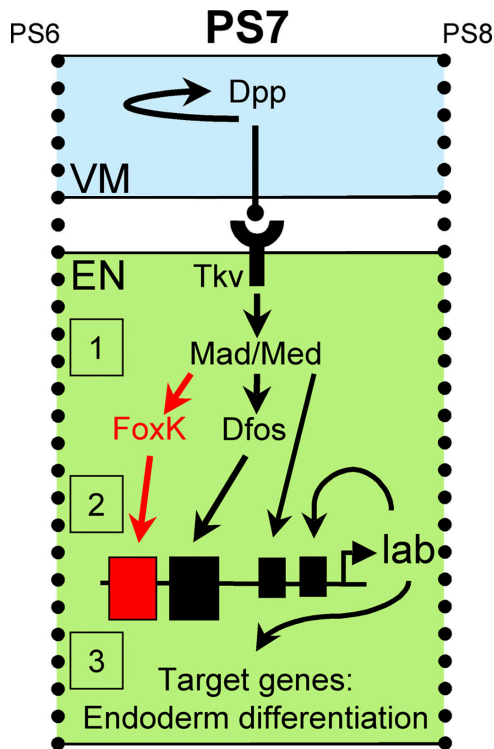 PS6 PS7 PS8
Dpp
VM
EN
Tkv
1
Mad/Med
FoxK Dfos
2
lab
3
Target genes:
Endoderm differentiation